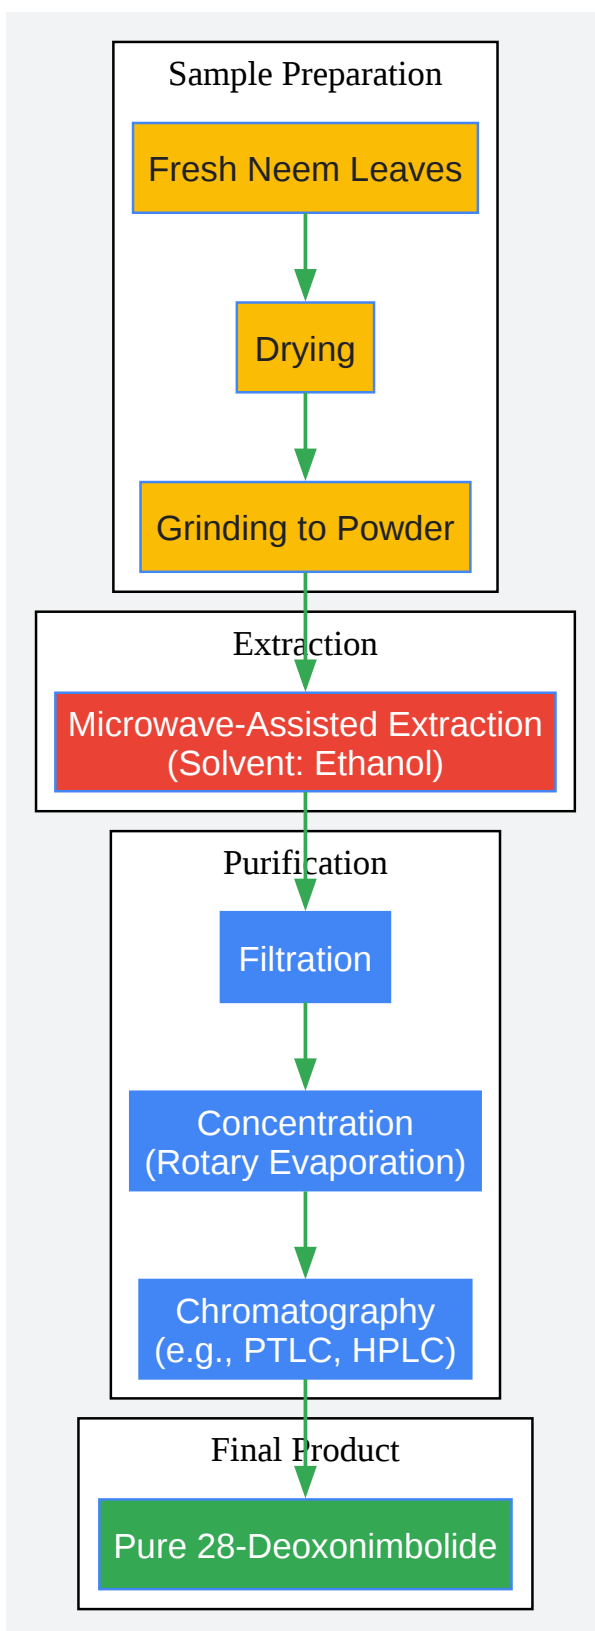 Sample Preparation
Fresh Neem Leaves
Drying
Grinding to Powder
Extraction
Microwave-Assisted Extraction
(Solvent: Ethanol)
Purification
Filtration
Concentration
(Rotary Evaporation)
Chromatography
(e.g., PTLC, HPLC)
Final Product
Pure 28-Deoxonimbolide